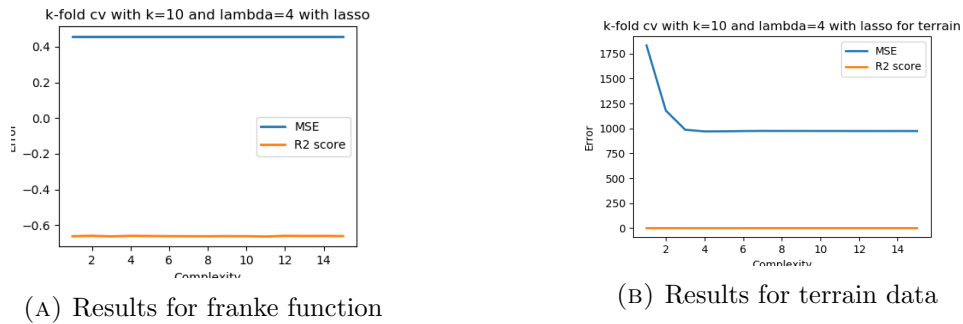 k-fold cv with k=10 and lambda=4 with lasso
0.4
0.2
0.0
−0.2
−0.4
−0.6
Error
MSE
R2 score
2 4 6 8 10 12 14
Complexity
(A) Results for franke function
k-fold cv with k=10 and lambda=4 with lasso for terrain
1750
1500
1250
1000
750
500
250
0
Error
MSE
R2 score
2 4 6 8 10 12 14
Complexity
(B) Results for terrain data